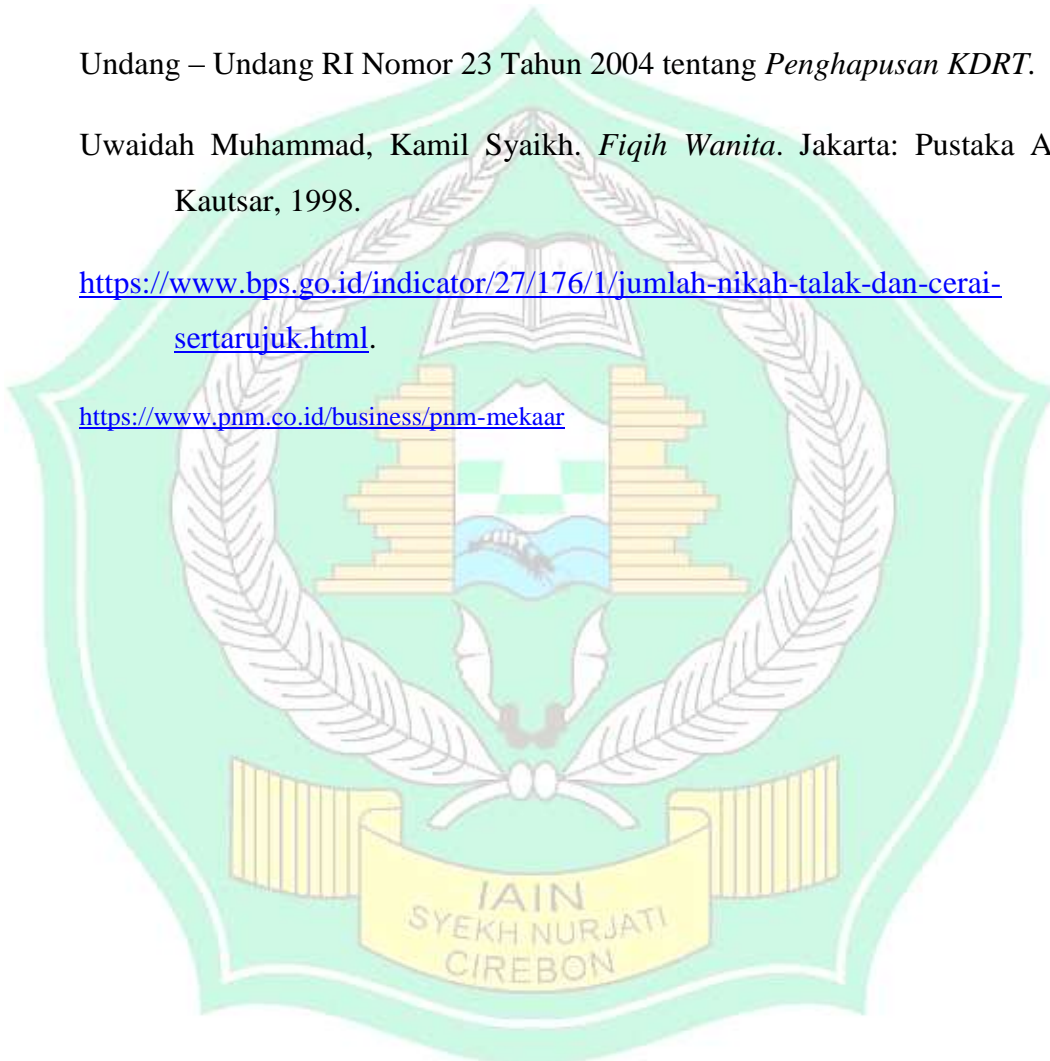 Undang – Undang RI Nomor 23 Tahun 2004 tentang Penghapusan KDRT.
Uwaidah Muhammad, Kamil Syaikh. Fiqih Wanita. Jakarta: Pustaka A
Kautsar, 1998.
https://www.bps.go.id/indicator/27/176/1/jumlah-nikah-talak-dan-cerai-
sertarujuk.html.
https://www.pnm.co.id/business/pnm-mekaar
IAIN
SYEKH NURJATI
CIREBON